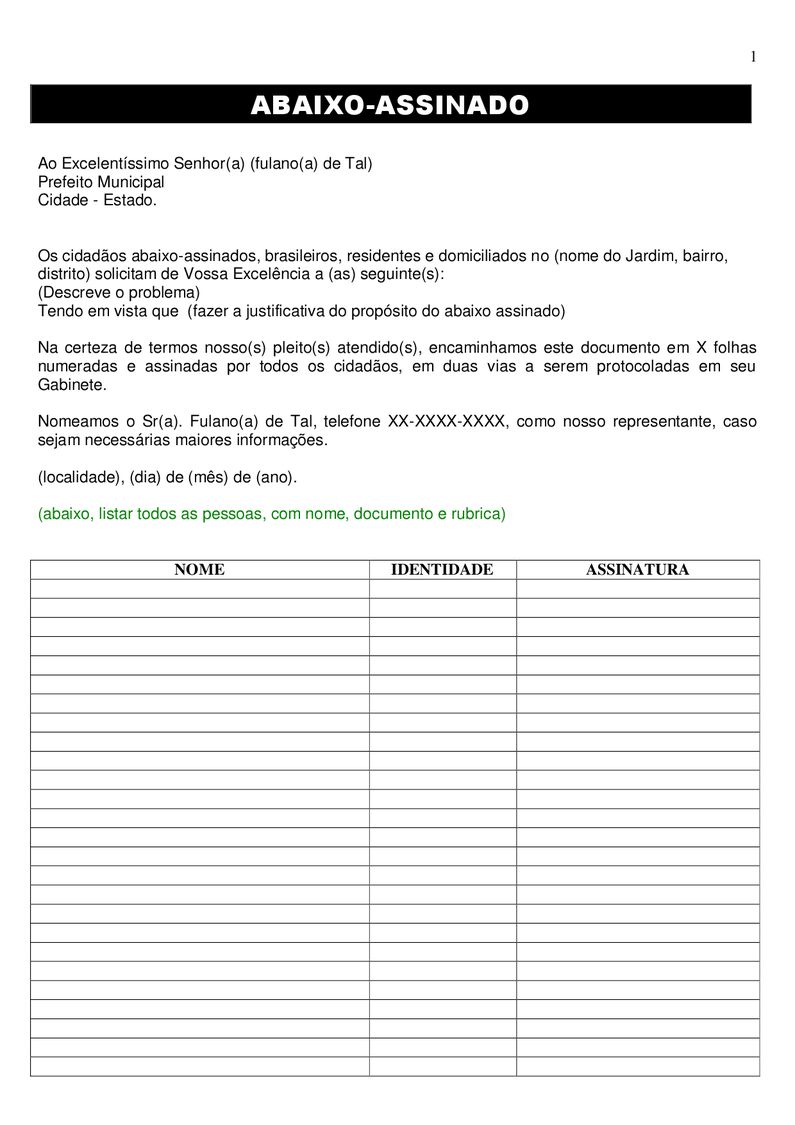 1
ABAIXO-ASSINADO
Ao Excelentíssimo Senhor(a) (fulano(a) de Tal)
Prefeito Municipal
Cidade - Estado.
Os cidadãos abaixo-assinados, brasileiros, residentes e domiciliados no (nome do Jardim, bairro,
distrito) solicitam de Vossa Excelência a (as) seguinte(s):
(Descreve o problema)
Tendo em vista que  (fazer a justificativa do propósito do abaixo assinado)
Na certeza de termos nosso(s) pleito(s) atendido(s), encaminhamos este documento em X folhas
numeradas e assinadas por todos os cidadãos, em duas vias a serem protocoladas em seu
Gabinete.
Nomeamos o Sr(a). Fulano(a) de Tal, telefone XX-XXXX-XXXX, como nosso representante, caso
sejam necessárias maiores informações.
(localidade), (dia) de (mês) de (ano).
(abaixo, listar todos as pessoas, com nome, documento e rubrica)
NOME IDENTIDADE ASSINATURA